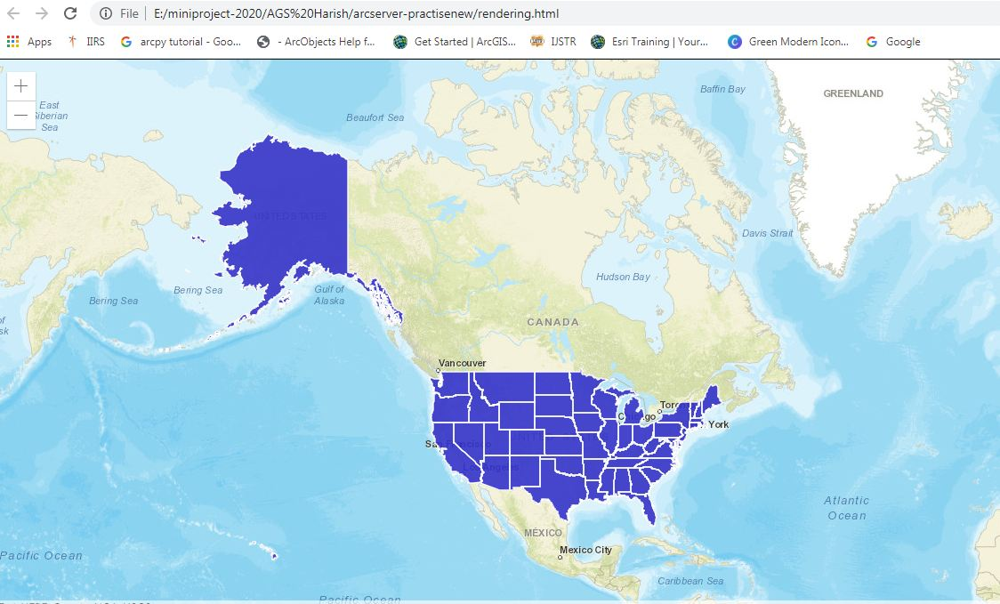 File E:/miniproject-2020/AGS%20Harish/arcserver-practisenew/rendering.html
Apps IIRS arcpy tutorial - Goo... - ArcObjects Help f... Get Started | ArcGIS... IJSTR Esri Training | Your... Green Modern Icon... Google
+
−
East
Siberian
Sea
Beaufort Sea
Baffin Bay
GREENLAND
UNITED STATES
Davis Strait
Bering Sea
Bering Sea
Gulf of
Alaska
Hudson Bay
CANADA
Vancouver
Toro
Chicago
York
San Francisco
UNITED STATES
Los Angeles
Atlantic
Ocean
MÉXICO
Mexico City
Pacific Ocean
Caribbean Sea
Pacific Ocean